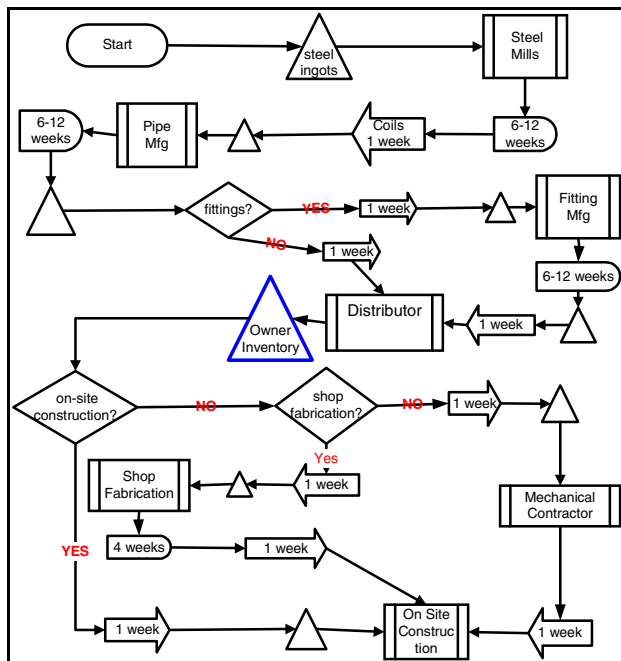 Start
steel
ingots
Steel
Mills
6-12
weeks
Pipe
Mfg
Coils
1 week
6-12
weeks
fittings?
YES
1 week
Fitting
Mfg
NO
1 week
6-12 weeks
Distributor
1 week
Owner
Inventory
on-site
construction?
NO
shop
fabrication?
NO
1 week
Yes
Shop
Fabrication
1 week
Mechanical
Contractor
YES
4 weeks
1 week
1 week
On Site
Construc
tion
1 week